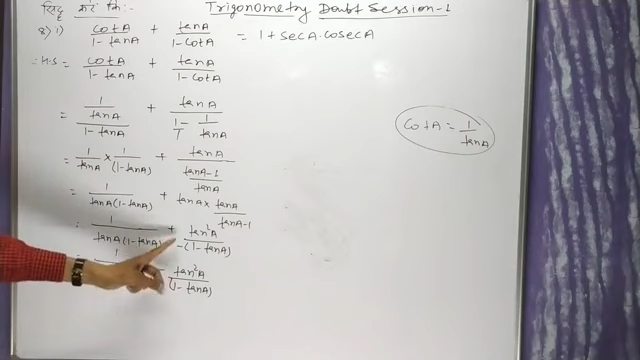 सिद्ध करें कि:- Trigonometry Doubt Session-1
8) i) cotA/(1-tanA) + tanA/(1-cotA) = 1 + secA.cosecA
∴ H.S = cotA/(1-tanA) + tanA/(1-cotA)
= (1/tanA)/(1-tanA) + tanA/(1/1 - 1/tanA)
cotA = 1/tanA
= 1/tanA × 1/(1-tanA) + tanA/((tanA-1)/tanA)
= 1/(tanA(1-tanA)) + tanA × tanA/(tanA-1)
= 1/(tanA(1-tanA)) + tan²A/(-(1-tanA))
= 1 - tan²A/(1-tanA)